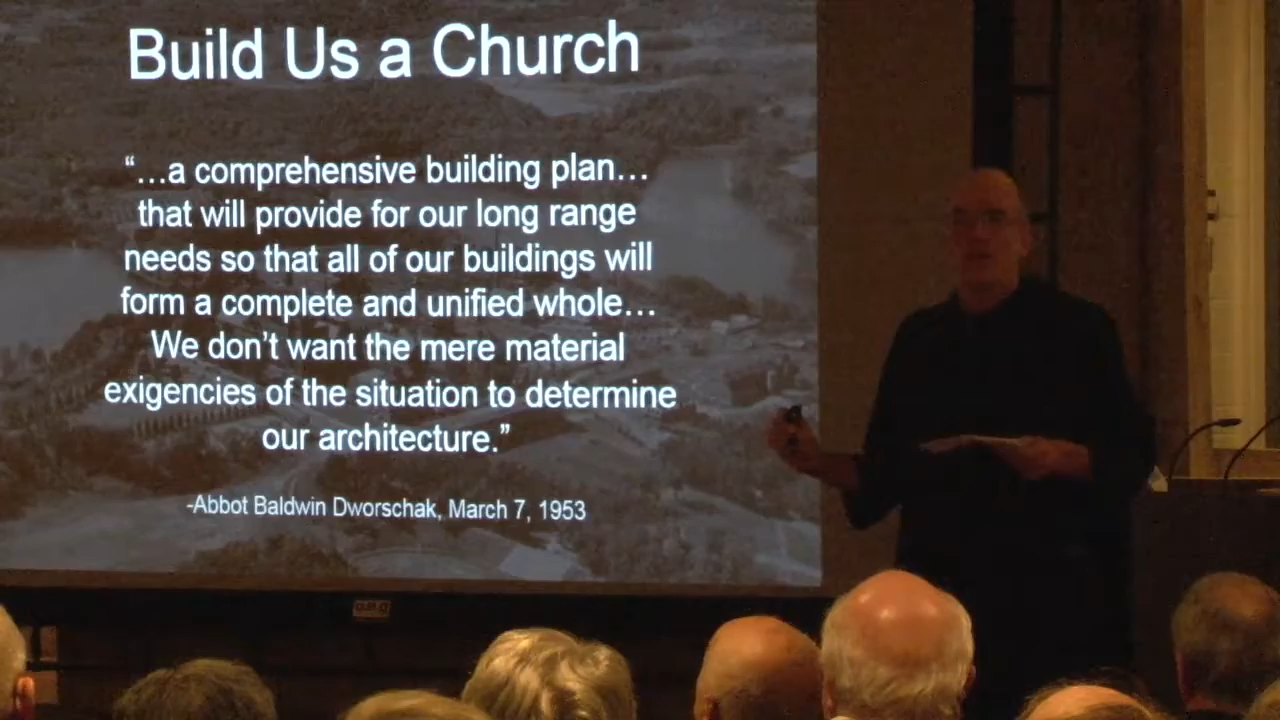 Build Us a Church
“…a comprehensive building plan…
that will provide for our long range
needs so that all of our buildings will
form a complete and unified whole…
We don’t want the mere material
exigencies of the situation to determine
our architecture.”
-Abbot Baldwin Dworschak, March 7, 1953